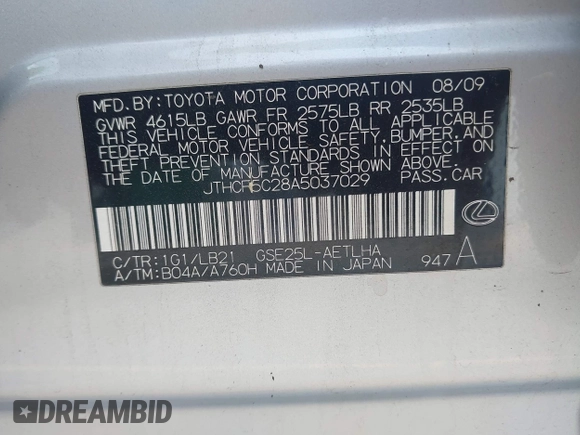 MFD. BY: TOYOTA MOTOR CORPORATION 08/09
GVWR 4615LB GAWR FR 2575LB RR 2535LB
THIS VEHICLE CONFORMS TO ALL APPLICABLE
FEDERAL MOTOR VEHICLE SAFETY, BUMPER, AND
THEFT PREVENTION STANDARDS IN EFFECT ON
THE DATE OF MANUFACTURE SHOWN ABOVE.
JTHCF5C28A5037029 PASS. CAR
C/TR: 1G1/LB21 GSE25L-AETLHA
A/TM: B04A/A760H MADE IN JAPAN 947 A
DREAMBID